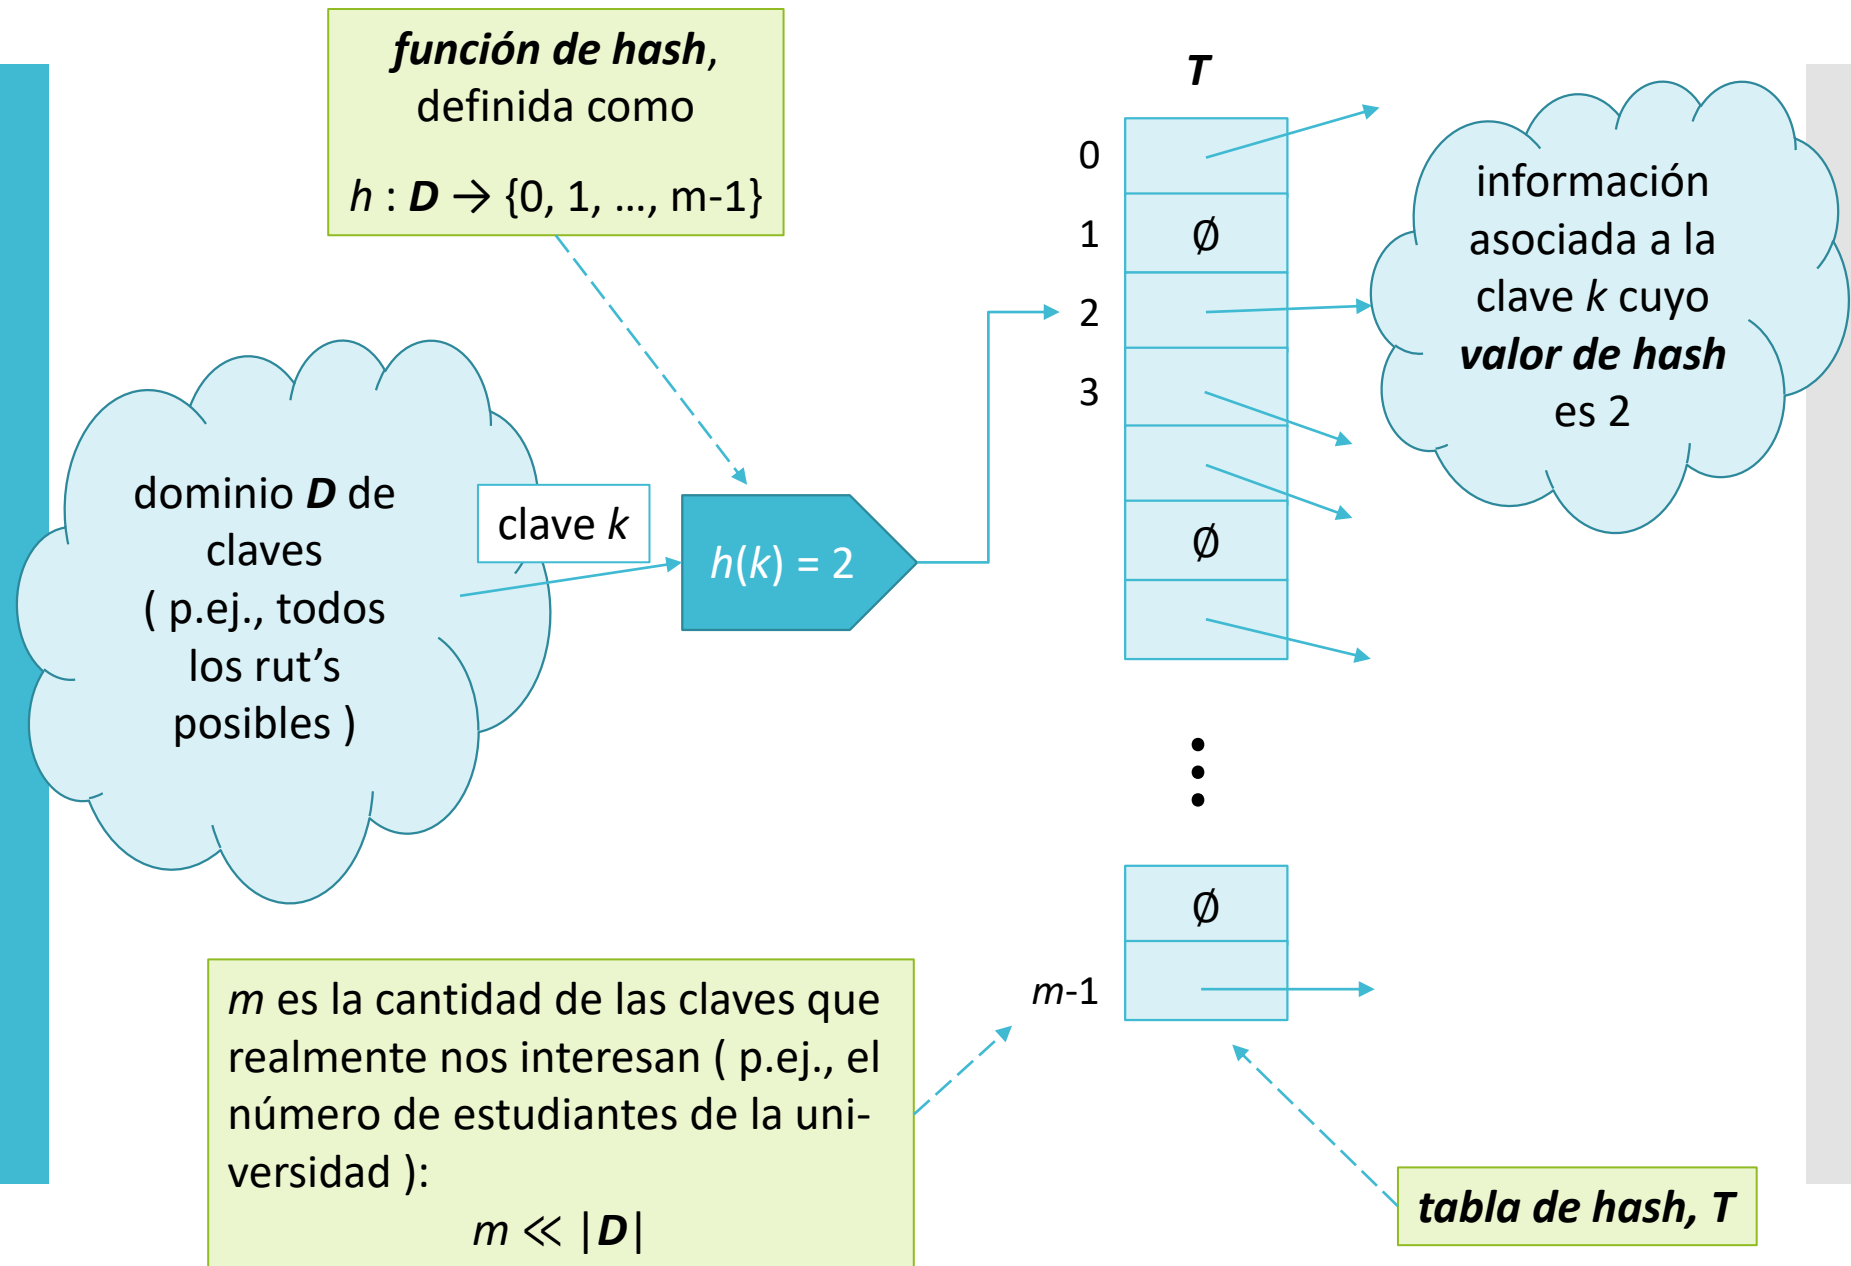 función de hash,
definida como
h : D → {0, 1, …, m-1}
T
0
1
Ø
2
3
Ø
información
asociada a la
clave k cuyo
valor de hash
es 2
dominio D de
claves
( p.ej., todos
los rut’s
posibles )
clave k
h(k) = 2
Ø
m-1
m es la cantidad de las claves que
realmente nos interesan ( p.ej., el
número de estudiantes de la uni-
versidad ):
m ≪ |D|
tabla de hash, T